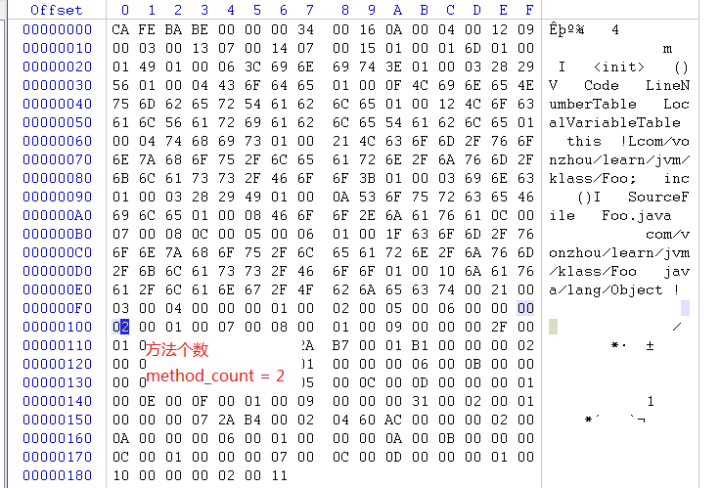 Offset 0 1 2 3 4 5 6 7 8 9 A B C D E F
00000000 CA FE BA BE 00 00 00 34 00 16 0A 00 04 00 12 09 Êþº¾ 4
00000010 00 03 00 13 07 00 14 07 00 15 01 00 01 6D 01 00 m
00000020 01 49 01 00 06 3C 69 6E 69 74 3E 01 00 03 28 29 I <init> ()
00000030 56 01 00 04 43 6F 64 65 01 00 0F 4C 69 6E 65 4E V Code LineN
00000040 75 6D 62 65 72 54 61 62 6C 65 01 00 12 4C 6F 63 umberTable Loc
00000050 61 6C 56 61 72 69 61 62 6C 65 54 61 62 6C 65 01 alVariableTable
00000060 00 04 74 68 69 73 01 00 21 4C 63 6F 6D 2F 76 6F this !Lcom/vo
00000070 6E 7A 68 6F 75 2F 6C 65 61 72 6E 2F 6A 76 6D 2F nzhou/learn/jvm/
00000080 6B 6C 61 73 73 2F 46 6F 6F 3B 01 00 03 69 6E 63 klass/Foo; inc
00000090 01 00 03 28 29 49 01 00 0A 53 6F 75 72 63 65 46 ()I SourceF
000000A0 69 6C 65 01 00 08 46 6F 6F 2E 6A 61 76 61 0C 00 ile Foo.java
000000B0 07 00 08 0C 00 05 00 06 01 00 1F 63 6F 6D 2F 76 com/v
000000C0 6F 6E 7A 68 6F 75 2F 6C 65 61 72 6E 2F 6A 76 6D onzhou/learn/jvm
000000D0 2F 6B 6C 61 73 73 2F 46 6F 6F 01 00 10 6A 61 76 /klass/Foo jav
000000E0 61 2F 6C 61 6E 67 2F 4F 62 6A 65 63 74 00 21 00 a/lang/Object !
000000F0 03 00 04 00 00 00 01 00 02 00 05 00 06 00 00 00
00000100 02 00 01 00 07 00 08 00 01 00 09 00 00 00 2F 00 /
00000110 01 2A B7 00 01 B1 00 00 00 02 *· ±
方法个数
00000120 00 00 00 00 06 00 0B 00 00
method_count = 2
00000130 00 00 0C 00 0D 00 00 00 01
00000140 00 0E 00 0F 00 01 00 09 00 00 00 31 00 02 00 01 1
00000150 00 00 00 07 2A B4 00 02 04 60 AC 00 00 00 02 00 *´ `¬
00000160 0A 00 00 00 06 00 01 00 00 00 0A 00 0B 00 00 00
00000170 0C 00 01 00 00 00 07 00 0C 00 0D 00 00 00 01 00
00000180 10 00 00 00 02 00 11